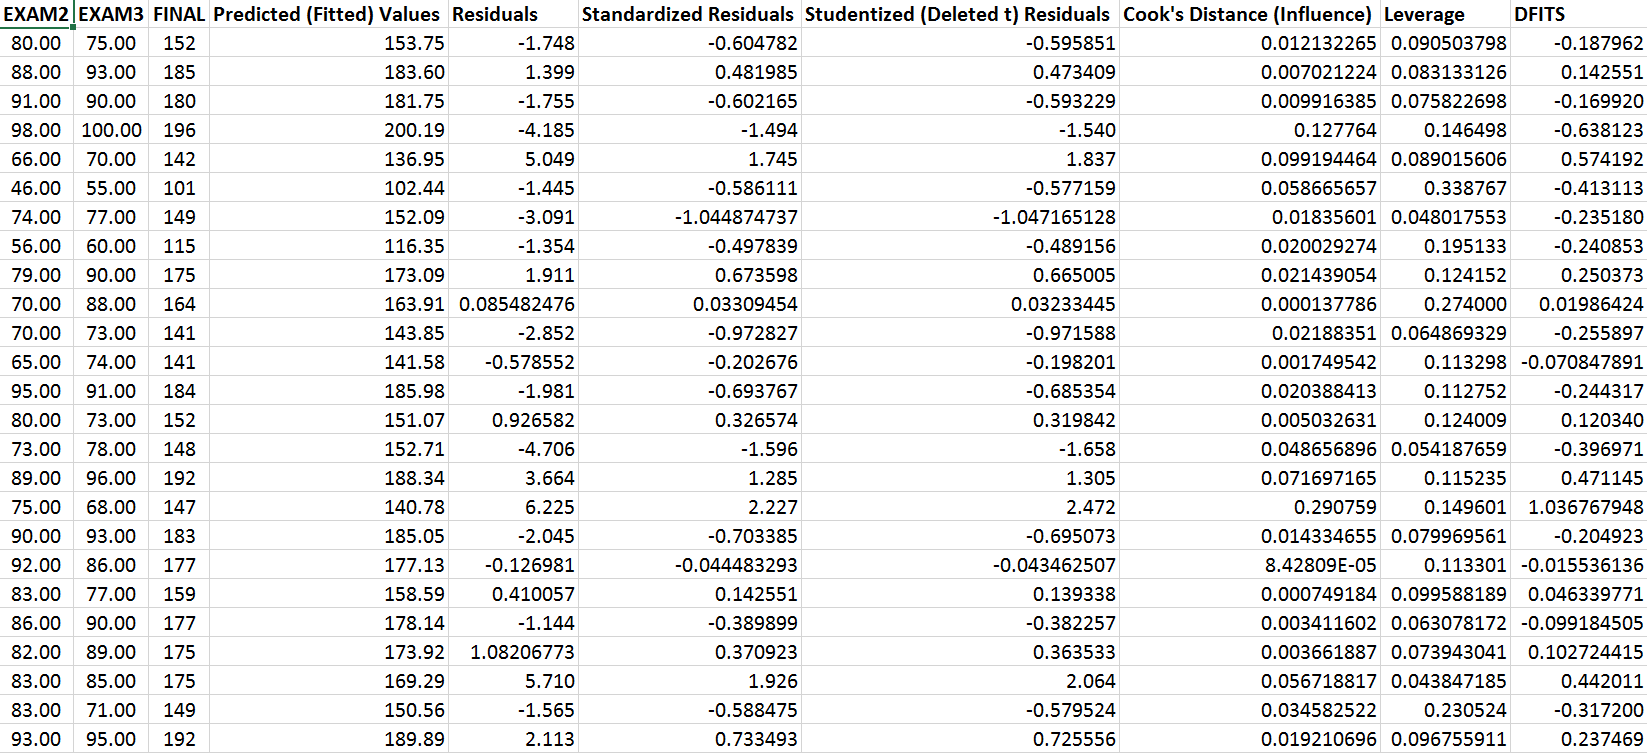 EXAM2 EXAM3 FINAL Predicted (Fitted) Values Residuals Standardized Residuals Studentized (Deleted t) Residuals Cook's Distance (Influence) Leverage DFITS
80.00 75.00 152 153.75 -1.748 -0.604782 -0.595851 0.012132265 0.090503798 -0.187962
88.00 93.00 185 183.60 1.399 0.481985 0.473409 0.007021224 0.083133126 0.142551
91.00 90.00 180 181.75 -1.755 -0.602165 -0.593229 0.009916385 0.075822698 -0.169920
98.00 100.00 196 200.19 -4.185 -1.494 -1.540 0.127764 0.146498 -0.638123
66.00 70.00 142 136.95 5.049 1.745 1.837 0.099194464 0.089015606 0.574192
46.00 55.00 101 102.44 -1.445 -0.586111 -0.577159 0.058665657 0.338767 -0.413113
74.00 77.00 149 152.09 -3.091 -1.044874737 -1.047165128 0.01835601 0.048017553 -0.235180
56.00 60.00 115 116.35 -1.354 -0.497839 -0.489156 0.020029274 0.195133 -0.240853
79.00 90.00 175 173.09 1.911 0.673598 0.665005 0.021439054 0.124152 0.250373
70.00 88.00 164 163.91 0.085482476 0.03309454 0.03233445 0.000137786 0.274000 0.01986424
70.00 73.00 141 143.85 -2.852 -0.972827 -0.971588 0.02188351 0.064869329 -0.255897
65.00 74.00 141 141.58 -0.578552 -0.202676 -0.198201 0.001749542 0.113298 -0.070847891
95.00 91.00 184 185.98 -1.981 -0.693767 -0.685354 0.020388413 0.112752 -0.244317
80.00 73.00 152 151.07 0.926582 0.326574 0.319842 0.005032631 0.124009 0.120340
73.00 78.00 148 152.71 -4.706 -1.596 -1.658 0.048656896 0.054187659 -0.396971
89.00 96.00 192 188.34 3.664 1.285 1.305 0.071697165 0.115235 0.471145
75.00 68.00 147 140.78 6.225 2.227 2.472 0.290759 0.149601 1.036767948
90.00 93.00 183 185.05 -2.045 -0.703385 -0.695073 0.014334655 0.079969561 -0.204923
92.00 86.00 177 177.13 -0.126981 -0.044483293 -0.043462507 8.42809E-05 0.113301 -0.015536136
83.00 77.00 159 158.59 0.410057 0.142551 0.139338 0.000749184 0.099588189 0.046339771
86.00 90.00 177 178.14 -1.144 -0.389899 -0.382257 0.003411602 0.063078172 -0.099184505
82.00 89.00 175 173.92 1.08206773 0.370923 0.363533 0.003661887 0.073943041 0.102724415
83.00 85.00 175 169.29 5.710 1.926 2.064 0.056718817 0.043847185 0.442011
83.00 71.00 149 150.56 -1.565 -0.588475 -0.579524 0.034582522 0.230524 -0.317200
93.00 95.00 192 189.89 2.113 0.733493 0.725556 0.019210696 0.096755911 0.237469